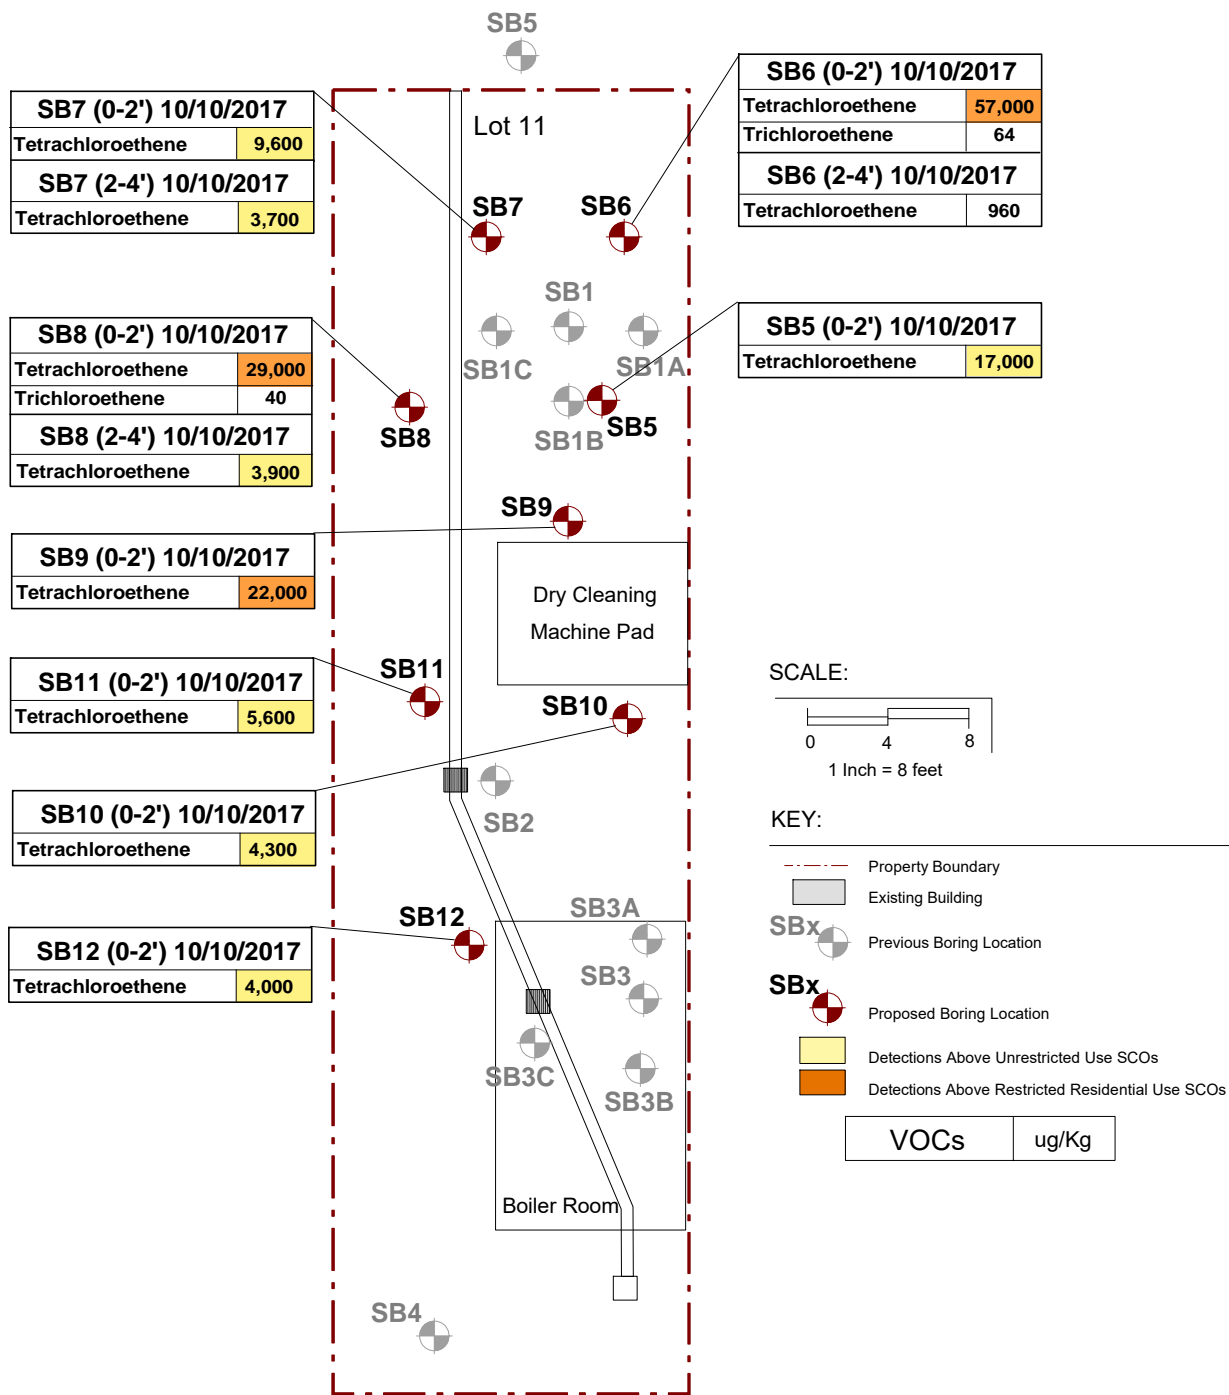 SB5
SB7 (0-2') 10/10/2017
Tetrachloroethene 9,600
SB7 (2-4') 10/10/2017
Tetrachloroethene 3,700
SB6 (0-2') 10/10/2017
Tetrachloroethene 57,000
Trichloroethene 64
SB6 (2-4') 10/10/2017
Tetrachloroethene 960
Lot 11
SB7
SB6
SB1
SB1C
SB1A
SB8 (0-2') 10/10/2017
Tetrachloroethene 29,000
Trichloroethene 40
SB8 (2-4') 10/10/2017
Tetrachloroethene 3,900
SB5 (0-2') 10/10/2017
Tetrachloroethene 17,000
SB8
SB1B
SB5
SB9
SB9 (0-2') 10/10/2017
Tetrachloroethene 22,000
Dry Cleaning
Machine Pad
SB11 (0-2') 10/10/2017
Tetrachloroethene 5,600
SB11
SB10
SB10 (0-2') 10/10/2017
Tetrachloroethene 4,300
SB2
SB12 (0-2') 10/10/2017
Tetrachloroethene 4,000
SB12
SB3A
SB3
SB3C
SB3B
Boiler Room
SB4
SCALE:
0 4 8
1 Inch = 8 feet
KEY:
Property Boundary
Existing Building
SBx
Previous Boring Location
SBx
Proposed Boring Location
Detections Above Unrestricted Use SCOs
Detections Above Restricted Residential Use SCOs
VOCs ug/Kg